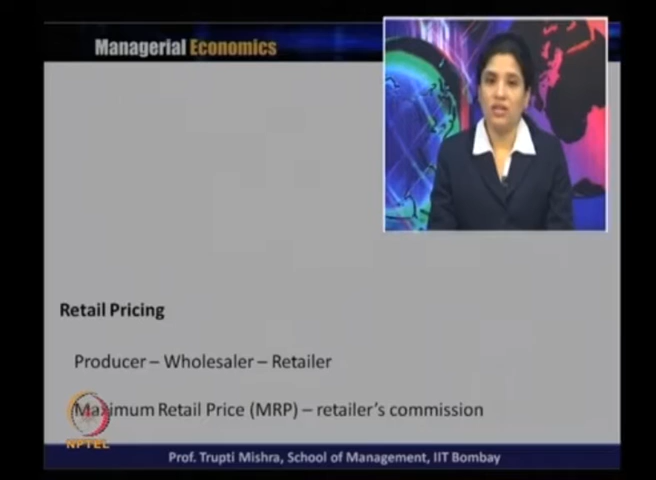 Managerial Economics
Retail Pricing
Producer – Wholesaler – Retailer
Maximum Retail Price (MRP) – retailer's commission
NPTEL
Prof. Trupti Mishra, School of Management, IIT Bombay